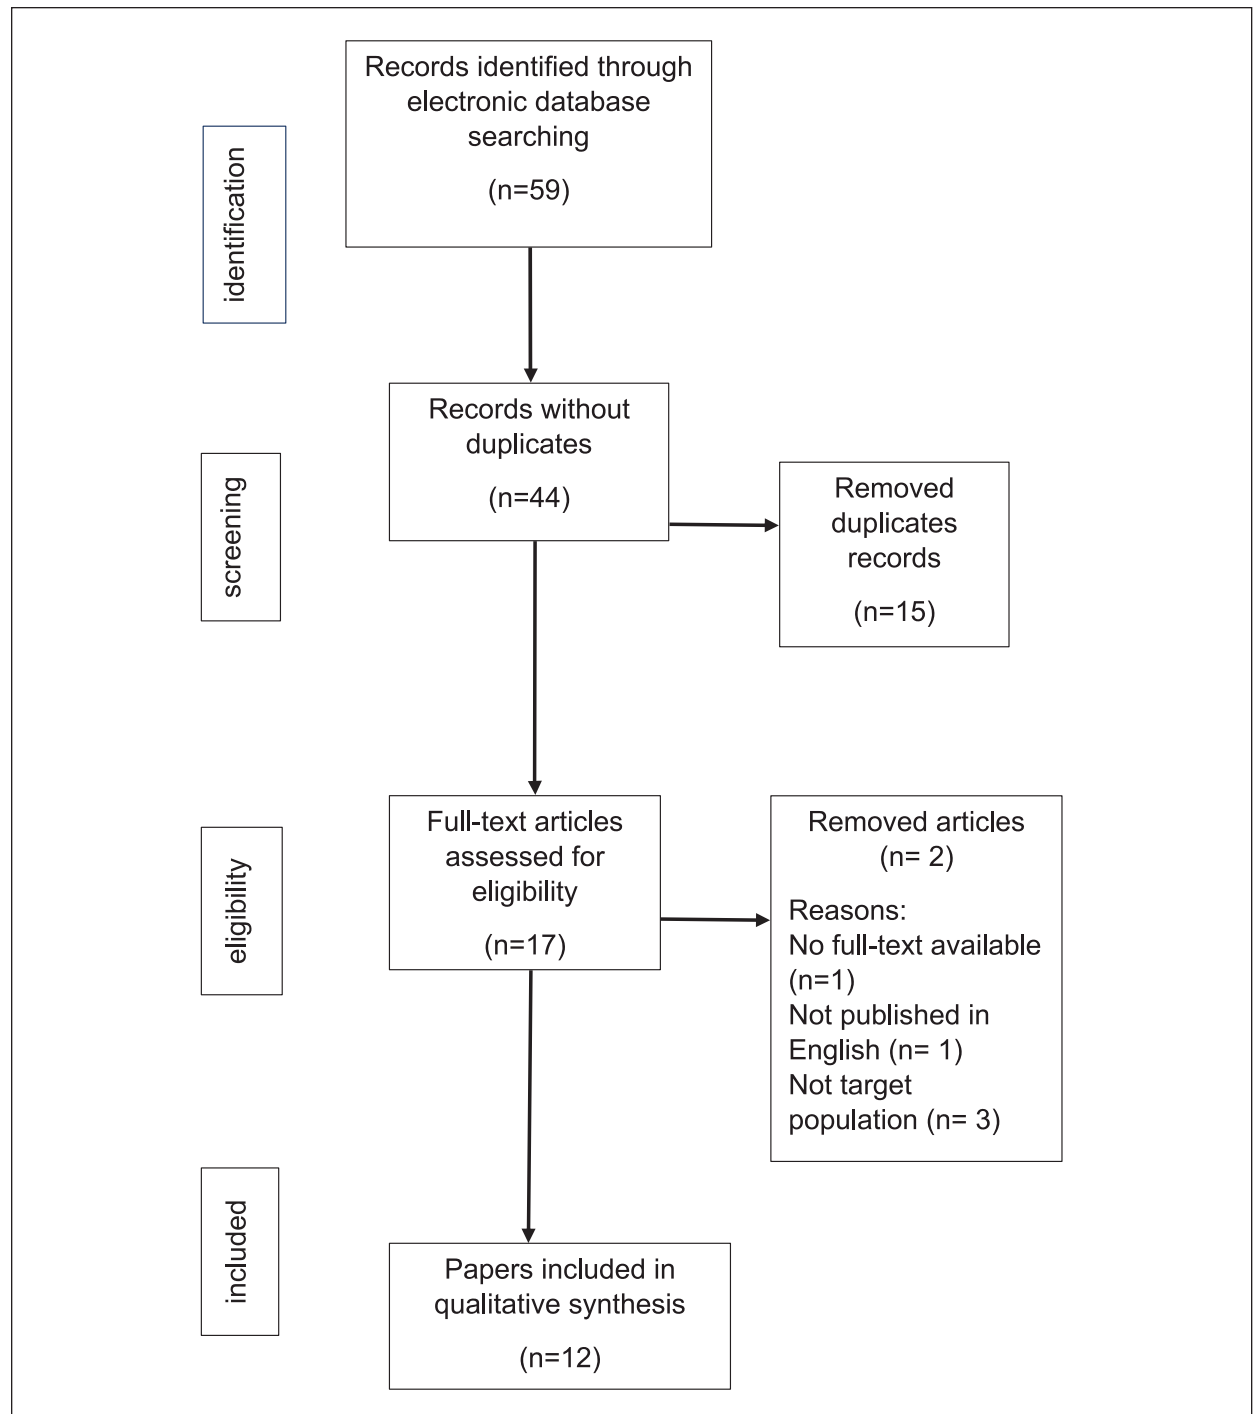 identification
Records identified through
electronic database
searching
(n=59)
screening
Records without
duplicates
(n=44)
Removed
duplicates
records
(n=15)
eligibility
Full-text articles
assessed for
eligibility
(n=17)
Removed articles
(n= 2)
Reasons:
No full-text available
(n=1)
Not published in
English (n= 1)
Not target
population (n= 3)
included
Papers included in
qualitative synthesis
(n=12)